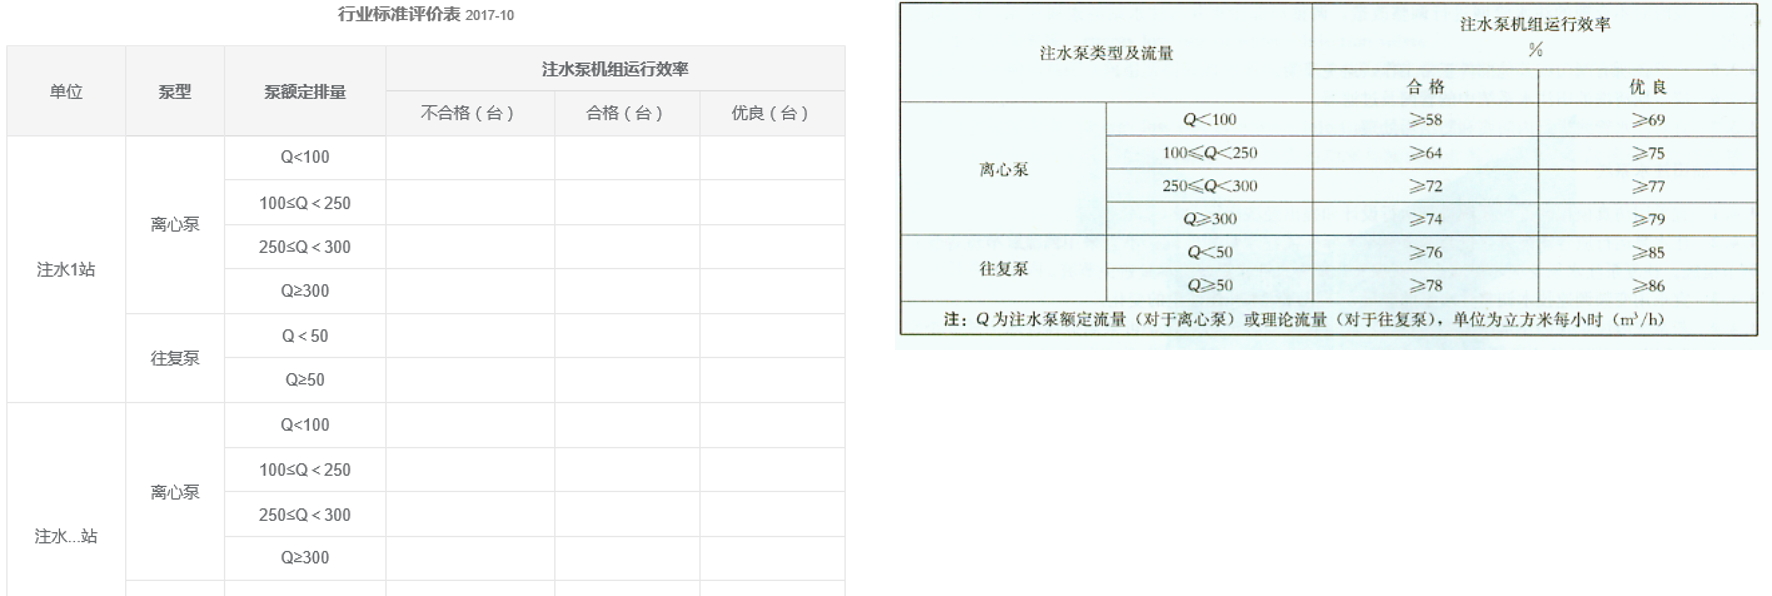 行业标准评价表 2017-10
单位 泵型 泵额定排量 注水泵机组运行效率
不合格（台） 合格（台） 优良（台）
注水1站 离心泵 Q<100
100≤Q＜250
250≤Q＜300
Q≥300
往复泵 Q＜50
Q≥50
注水...站 离心泵 Q<100
100≤Q＜250
250≤Q＜300
Q≥300
注水泵类型及流量 注水泵机组运行效率
%
合 格 优 良
离心泵 Q<100 ≥58 ≥69
100≤Q<250 ≥64 ≥75
250≤Q<300 ≥72 ≥77
Q≥300 ≥74 ≥79
往复泵 Q<50 ≥76 ≥85
Q≥50 ≥78 ≥86
注：Q为注水泵额定流量（对于离心泵）或理论流量（对于往复泵），单位为立方米每小时（m³/h）